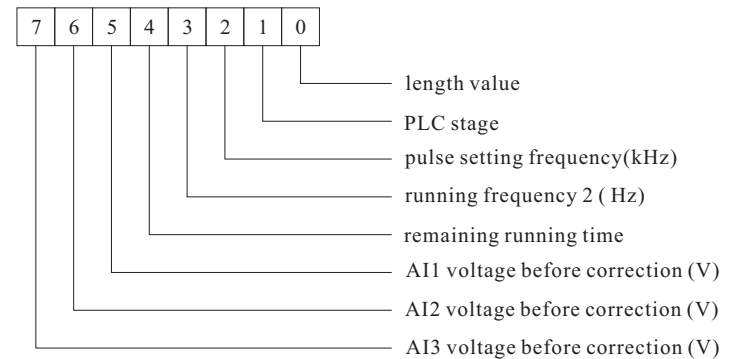 7 6 5 4 3 2 1 0
length value
PLC stage
pulse setting frequency(kHz)
running frequency 2 ( Hz)
remaining running time
AI1 voltage before correction (V)
AI2 voltage before correction (V)
AI3 voltage before correction (V)